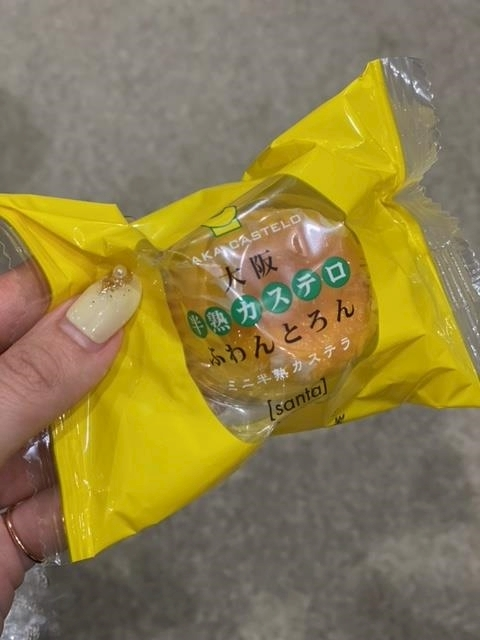 AKA CASTELO
大阪
半熟カステロ
ふわんとろん
ミニ半熟カステラ
[santa]